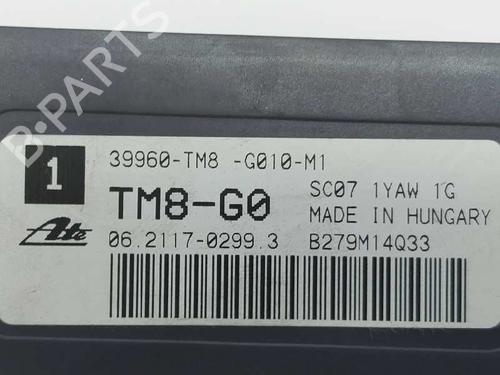 1
39960-TM8 -G010-M1
TM8-G0
SC07 1YAW 1G
MADE IN HUNGARY
Ate
06.2117-0299.3
B279M14Q33
B-PARTS